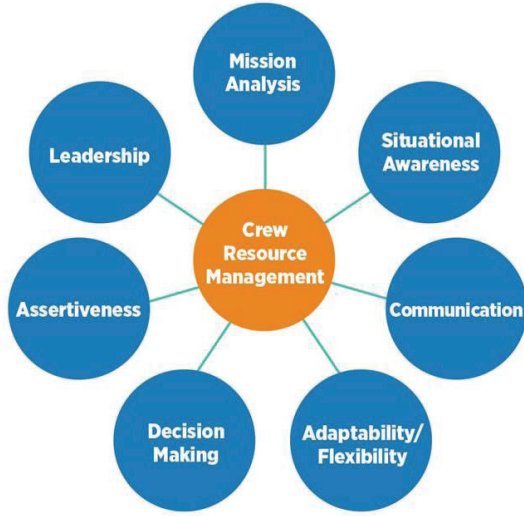 Mission
Analysis
Situational
Awareness
Leadership
Crew
Resource
Management
Assertiveness
Communication
Decision
Making
Adaptability/
Flexibility